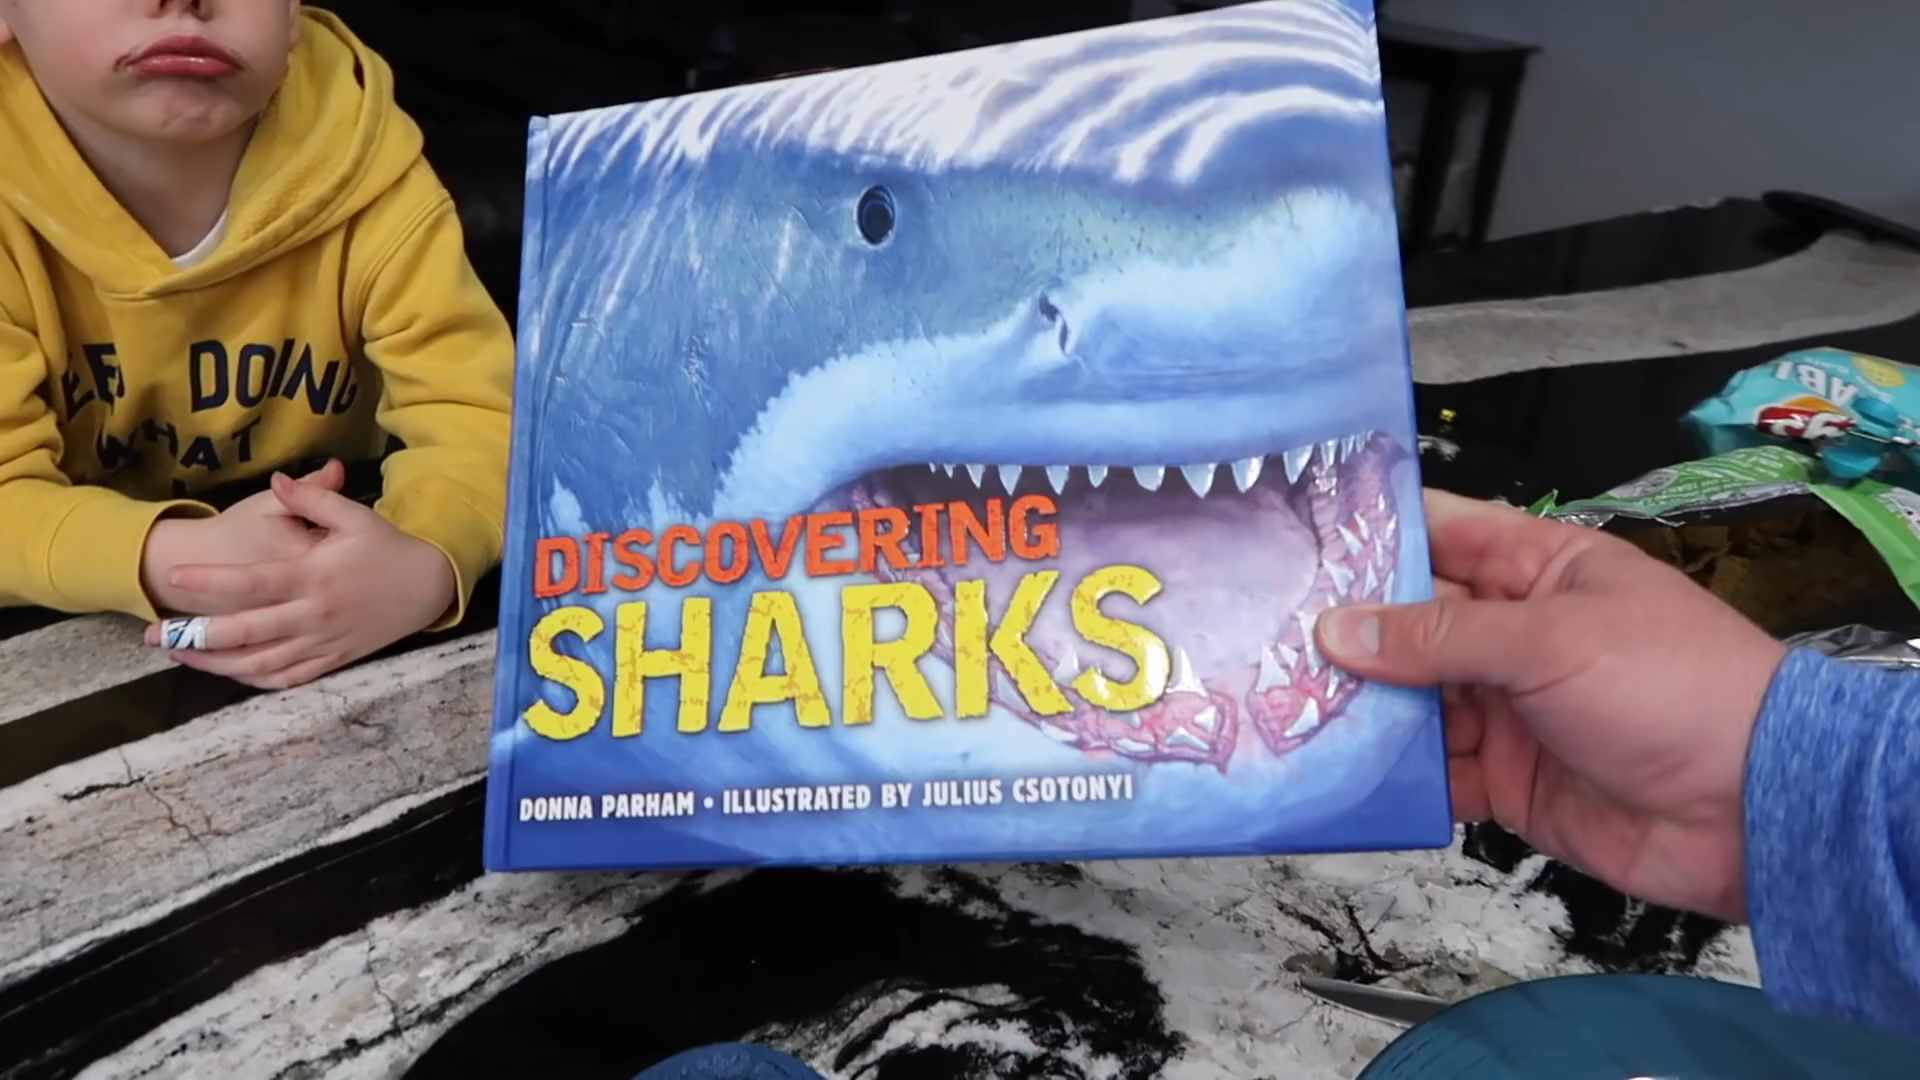 DISCOVERING
SHARKS
DONNA PARHAM • ILLUSTRATED BY JULIUS CSOTONYI
DOING
WHAT